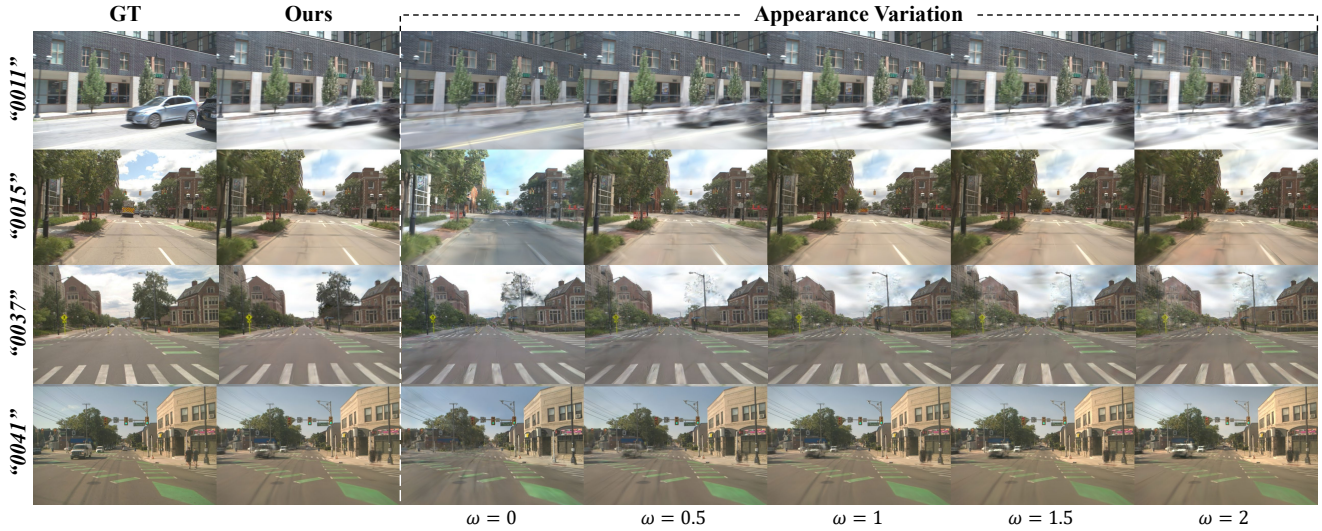 GT Ours Appearance Variation
“0011”
“0015”
“0037”
“0041”
ω = 0 ω = 0.5 ω = 1 ω = 1.5 ω = 2